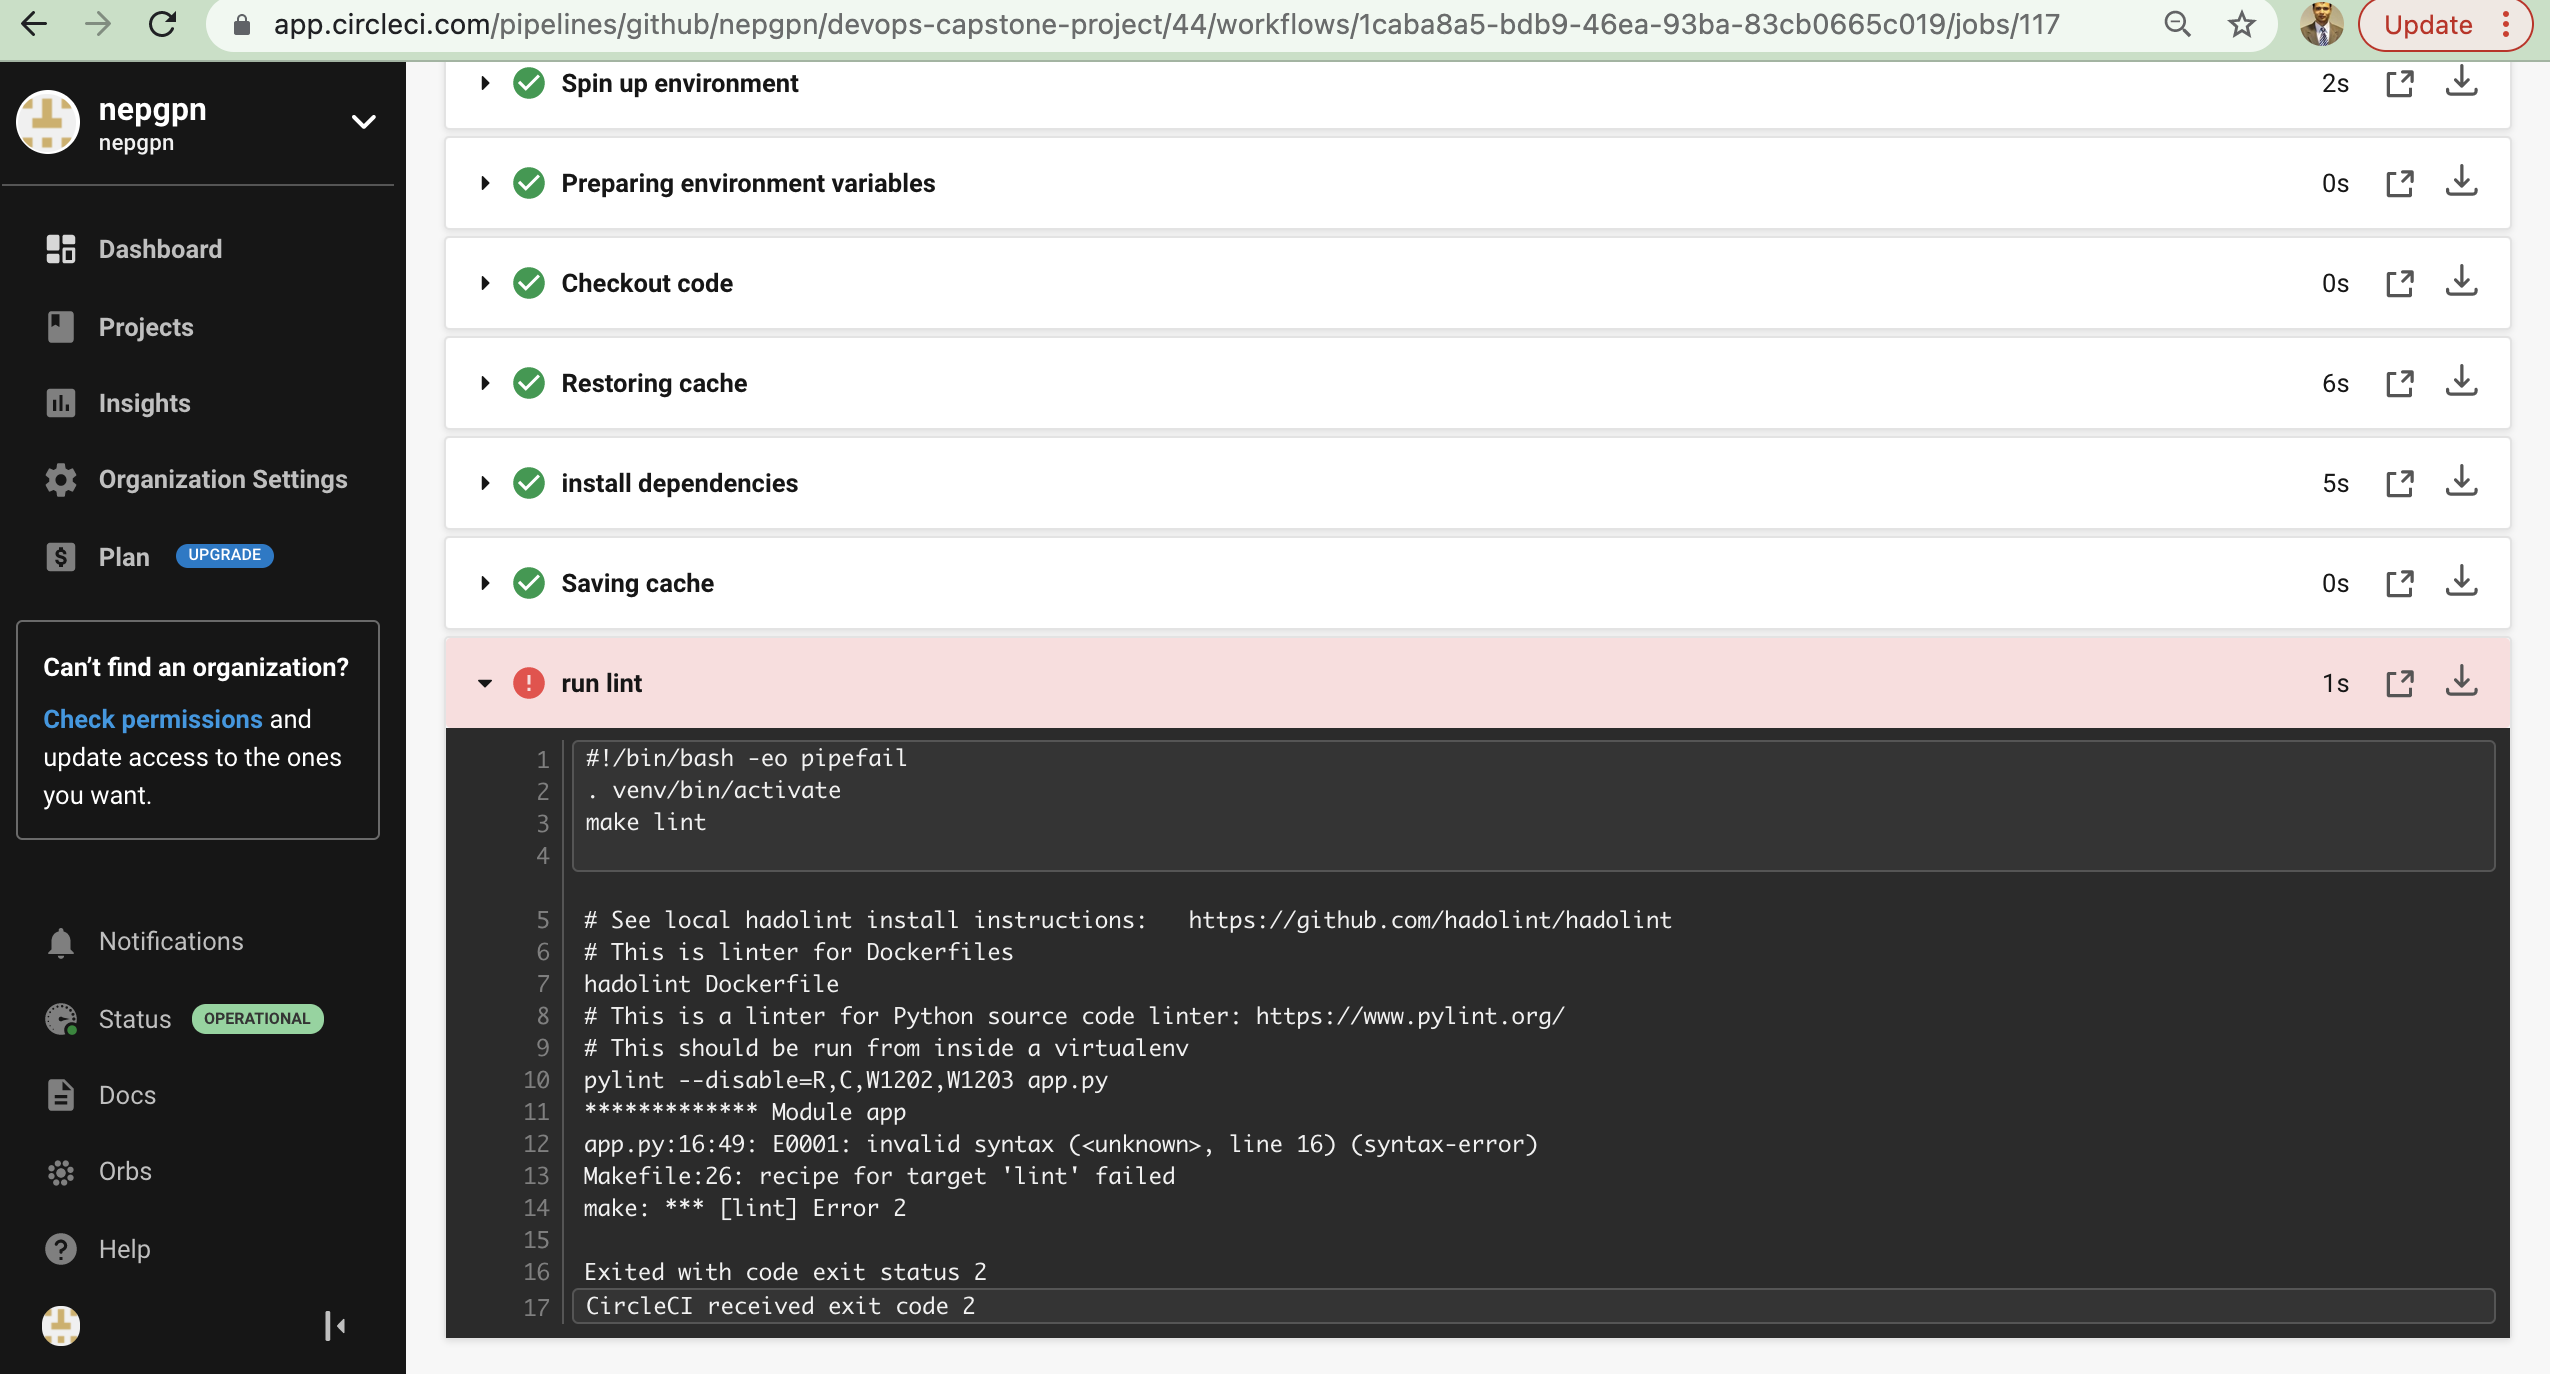 app.circleci.com/pipelines/github/nepgpn/devops-capstone-project/44/workflows/1caba8a5-bdb9-46ea-93ba-83cb0665c019/jobs/117
Update
nepgpn
nepgpn
Dashboard
Projects
Insights
Organization Settings
Plan UPGRADE
Can't find an organization?
Check permissions and
update access to the ones
you want.
Notifications
Status OPERATIONAL
Docs
Orbs
Help
Spin up environment 2s
Preparing environment variables 0s
Checkout code 0s
Restoring cache 6s
install dependencies 5s
Saving cache 0s
run lint 1s
1 #!/bin/bash -eo pipefail
2 . venv/bin/activate
3 make lint
4
5 # See local hadolint install instructions:   https://github.com/hadolint/hadolint
6 # This is linter for Dockerfiles
7 hadolint Dockerfile
8 # This is a linter for Python source code linter: https://www.pylint.org/
9 # This should be run from inside a virtualenv
10 pylint --disable=R,C,W1202,W1203 app.py
11 ************* Module app
12 app.py:16:49: E0001: invalid syntax (<unknown>, line 16) (syntax-error)
13 Makefile:26: recipe for target 'lint' failed
14 make: *** [lint] Error 2
15
16 Exited with code exit status 2
17 CircleCI received exit code 2